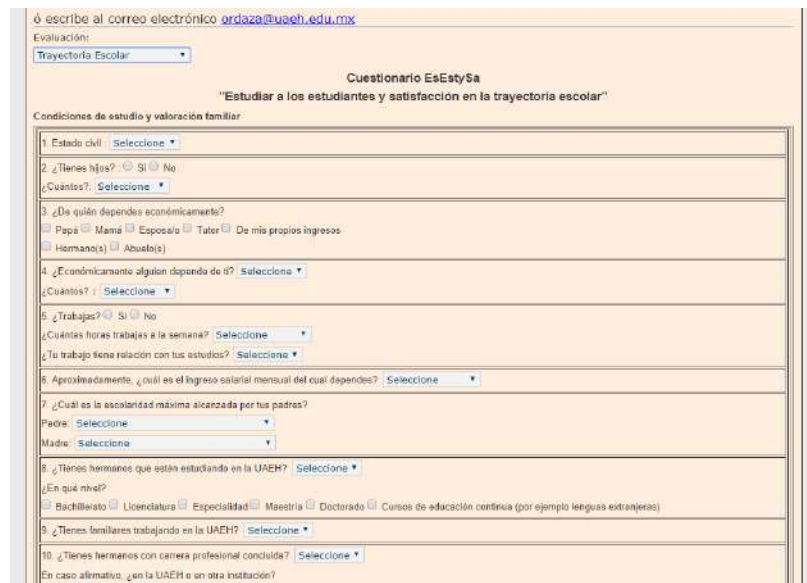 ó escribe al correo electrónico ordaza@uaeh.edu.mx
Evaluación:
Trayectoria Escolar
Cuestionario EsEstySa
"Estudiar a los estudiantes y satisfacción en la trayectoria escolar"
Condiciones de estudio y valoración familiar
1. Estado civil : Seleccione
2. ¿Tienes hijos? : Si No
¿Cuántos?: Seleccione
3. ¿De quién dependes económicamente?
Papá Mamá Esposa/o Tutor De mis propios ingresos
Hermano(s) Abuelo(s)
4. ¿Económicamente alguien depende de ti? Seleccione
¿Cuántos? : Seleccione
5. ¿Trabajas? Si No
¿Cuántas horas trabajas a la semana? Seleccione
¿Tu trabajo tiene relación con tus estudios? Seleccione
6. Aproximadamente, ¿cuál es el ingreso salarial mensual del cual dependes? Seleccione
7. ¿Cuál es la escolaridad máxima alcanzada por tus padres?
Padre: Seleccione
Madre: Seleccione
8. ¿Tienes hermanos que están estudiando en la UAEH? Seleccione
¿En qué nivel?
Bachillerato Licenciatura Especialidad Maestría Doctorado Cursos de educación continua (por ejemplo lenguas extranjeras)
9. ¿Tienes familiares trabajando en la UAEH? Seleccione
10. ¿Tienes hermanos con carrera profesional concluida? Seleccione
En caso afirmativo, ¿en la UAEH o en otra institución?